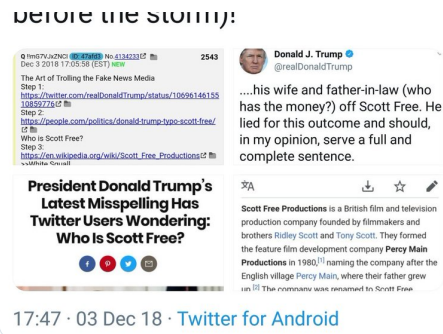 before the storm)!
Q !!mG7VJxZNCI ID: 47afd3 No.4134233 2543
Dec 3 2018 17:05:58 (EST) NEW
The Art of Trolling the Fake News Media
Step 1:
https://twitter.com/realDonaldTrump/status/10696146155
10859776
Step 2:
https://people.com/politics/donald-trump-typo-scott-free/
Who is Scott Free?
Step 3:
https://en.wikipedia.org/wiki/Scott_Free_Productions
>>White Squall
Donald J. Trump
@realDonaldTrump
....his wife and father-in-law (who
has the money?) off Scott Free. He
lied for this outcome and should,
in my opinion, serve a full and
complete sentence.
President Donald Trump's
Latest Misspelling Has
Twitter Users Wondering:
Who Is Scott Free?
Scott Free Productions is a British film and television
production company founded by filmmakers and
brothers Ridley Scott and Tony Scott. They formed
the feature film development company Percy Main
Productions in 1980,[1] naming the company after the
English village Percy Main, where their father grew
up.[2] The company was renamed to Scott Free
17:47 · 03 Dec 18 · Twitter for Android